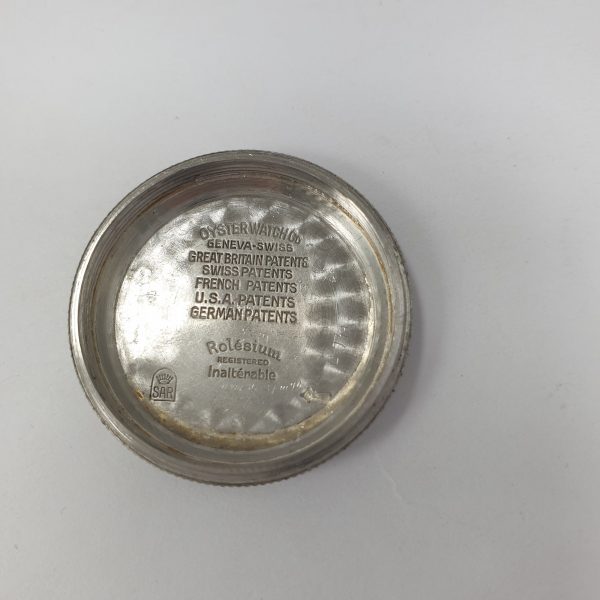 OYSTER WATCH Co
GENEVA-SWISS
GREAT BRITAIN PATENTS
SWISS PATENTS
FRENCH PATENTS
U.S.A. PATENTS
GERMAN PATENTS
Rolésium
REGISTERED
Inaltérable
SAR